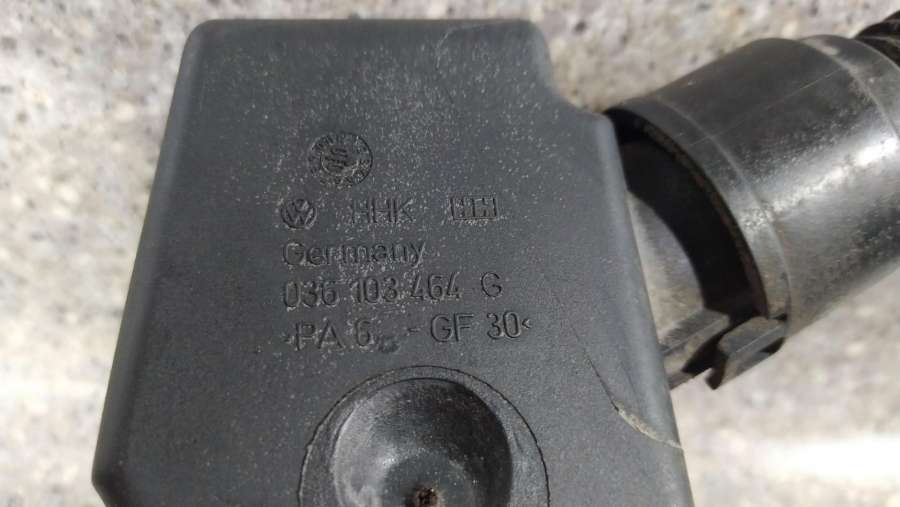 HHK
Germany
036 103 464 G
>PA 6 - GF 30<